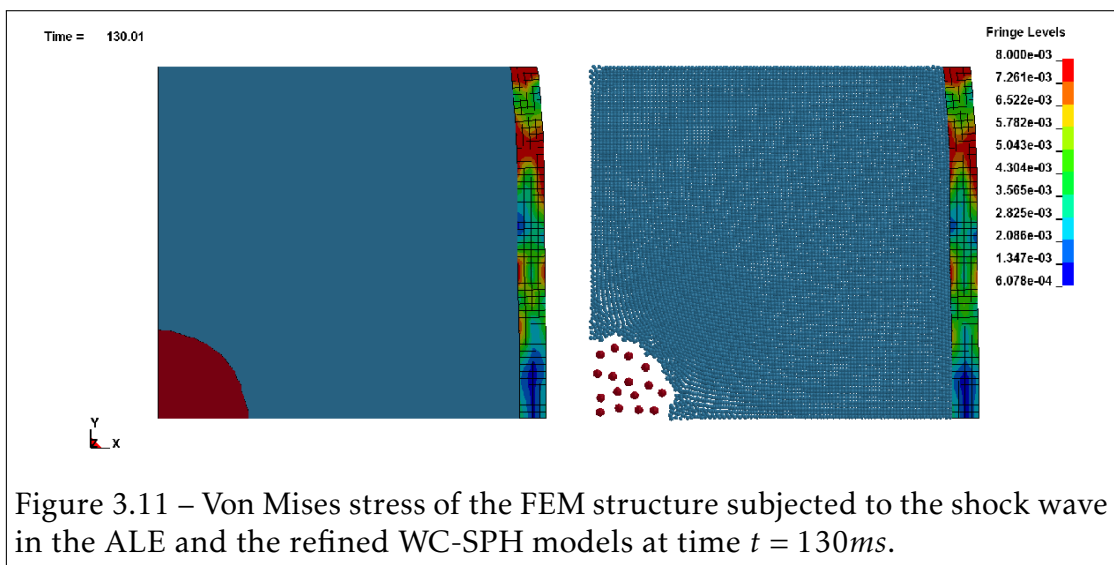 Time = 130.01
Fringe Levels
8.000e-03
7.261e-03
6.522e-03
5.782e-03
5.043e-03
4.304e-03
3.565e-03
2.825e-03
2.086e-03
1.347e-03
6.078e-04
Y
Z X
Figure 3.11 – Von Mises stress of the FEM structure subjected to the shock wave
in the ALE and the refined WC-SPH models at time t = 130ms.